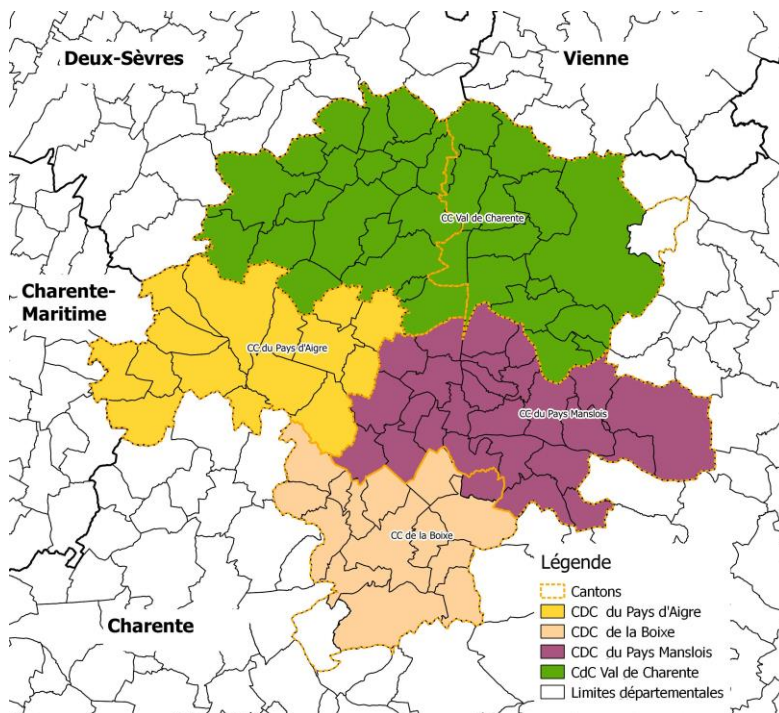 Deux-Sèvres
Vienne
CC Val de Charente
Charente-
Maritime
CC du Pays d'Aigre
CC du Pays Manslois
CC de la Boixe
Charente
Légende
Cantons
CDC du Pays d'Aigre
CDC de la Boixe
CDC du Pays Manslois
CdC Val de Charente
Limites départementales